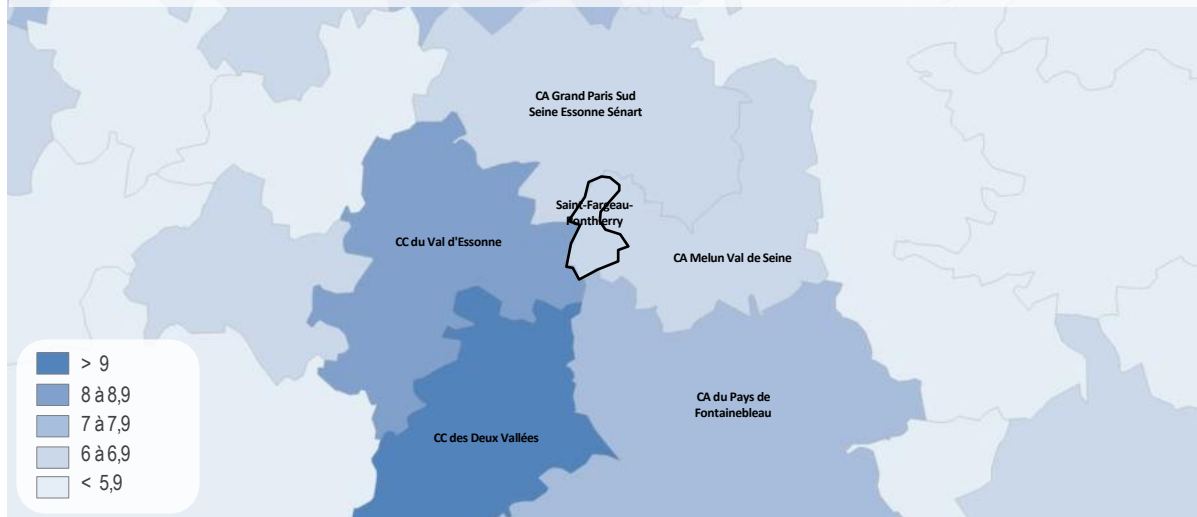 CA Grand Paris Sud
Seine Essonne Sénart
Saint-Fargeau-
Ponthierry
CC du Val d'Essonne
CA Melun Val de Seine
CA du Pays de
Fontainebleau
CC des Deux Vallées
> 9
8 à 8,9
7 à 7,9
6 à 6,9
< 5,9